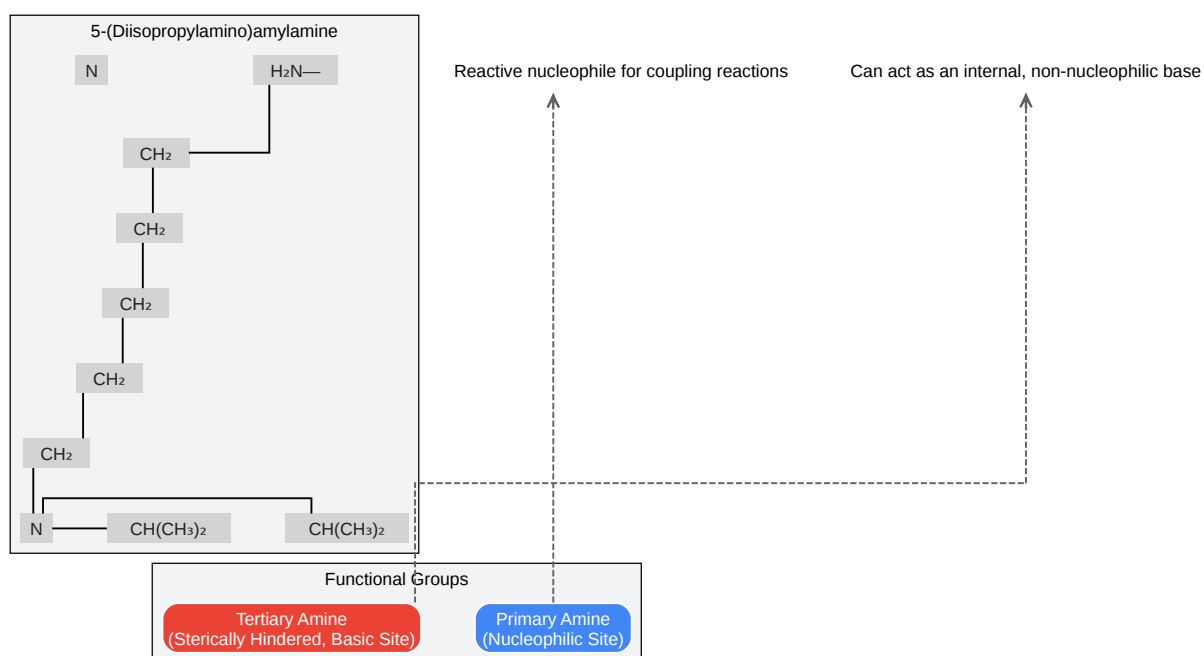 5-(Diisopropylamino)amylamine
N
H₂N—
Reactive nucleophile for coupling reactions
Can act as an internal, non-nucleophilic base
CH₂
CH₂
CH₂
CH₂
CH₂
N
CH(CH₃)₂
CH(CH₃)₂
Functional Groups
Tertiary Amine
(Sterically Hindered, Basic Site)
Primary Amine
(Nucleophilic Site)